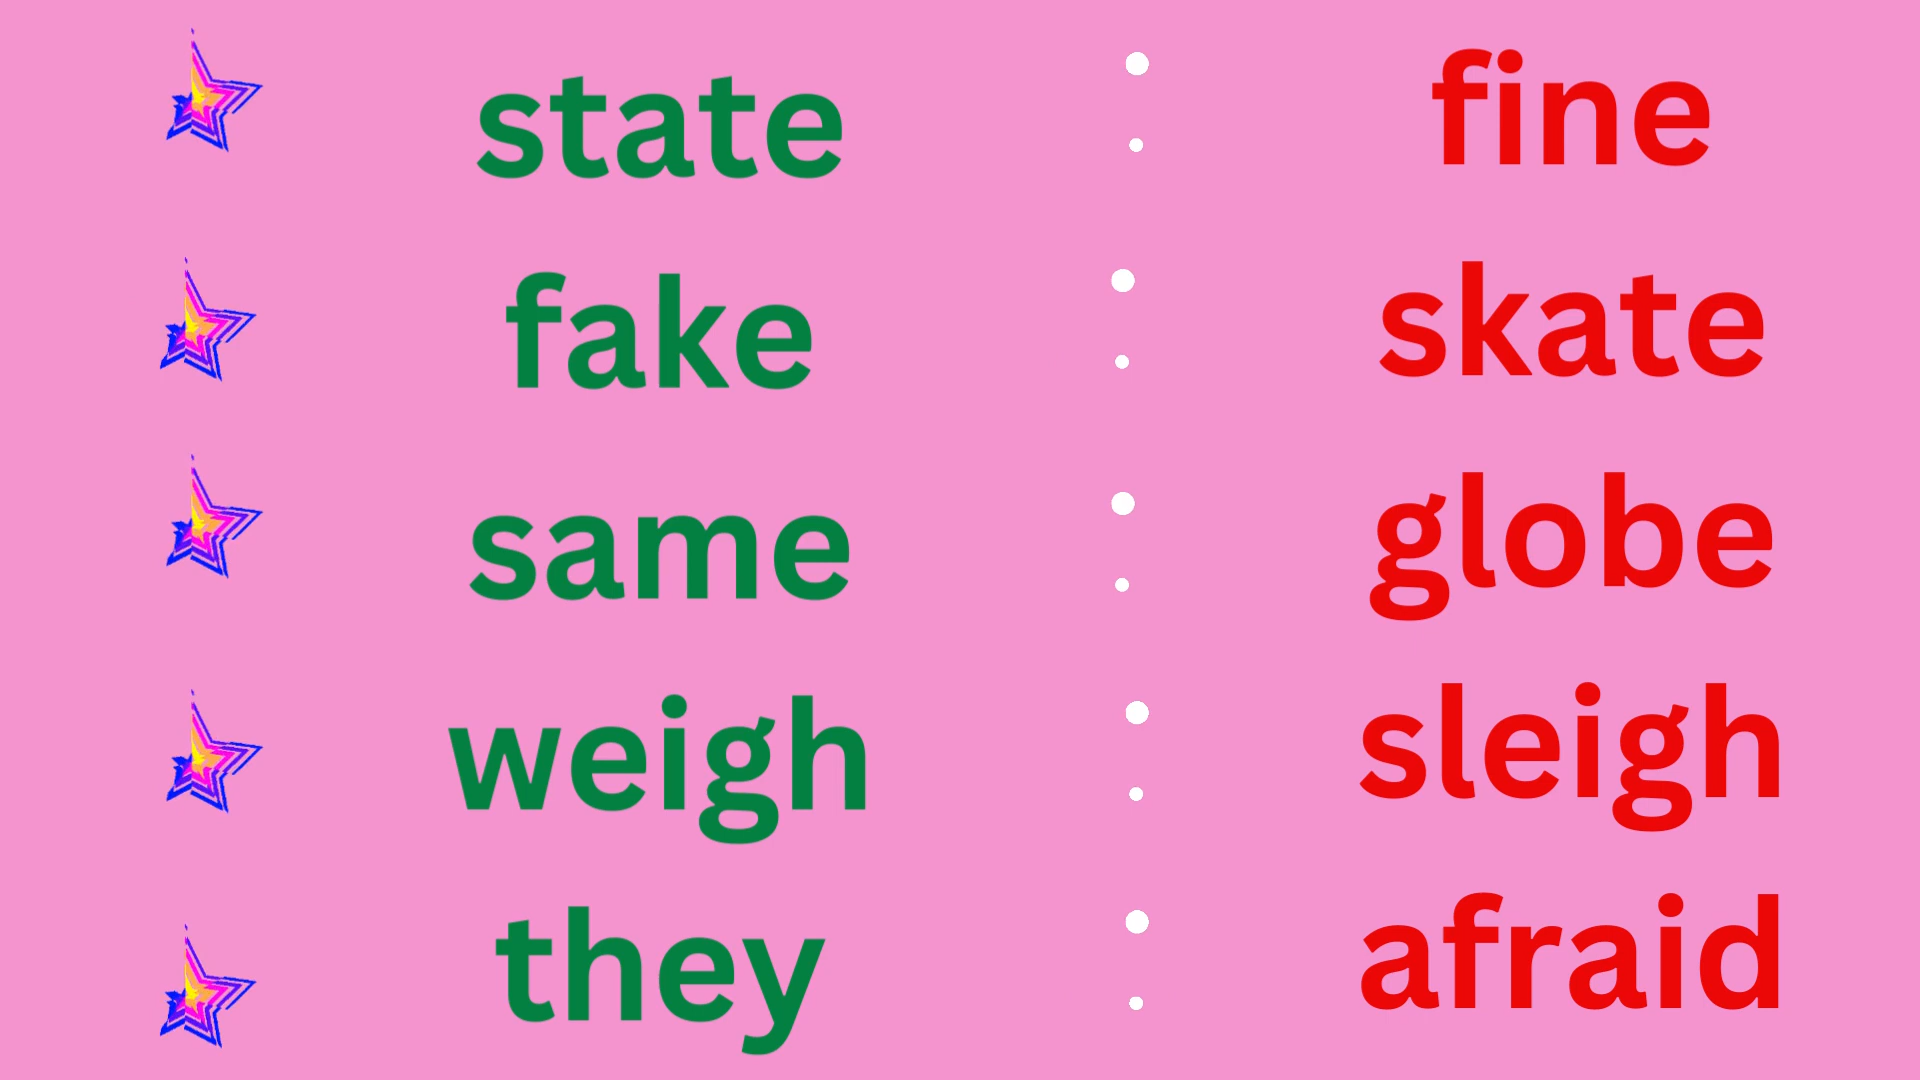 state fine
fake skate
same globe
weigh sleigh
they afraid